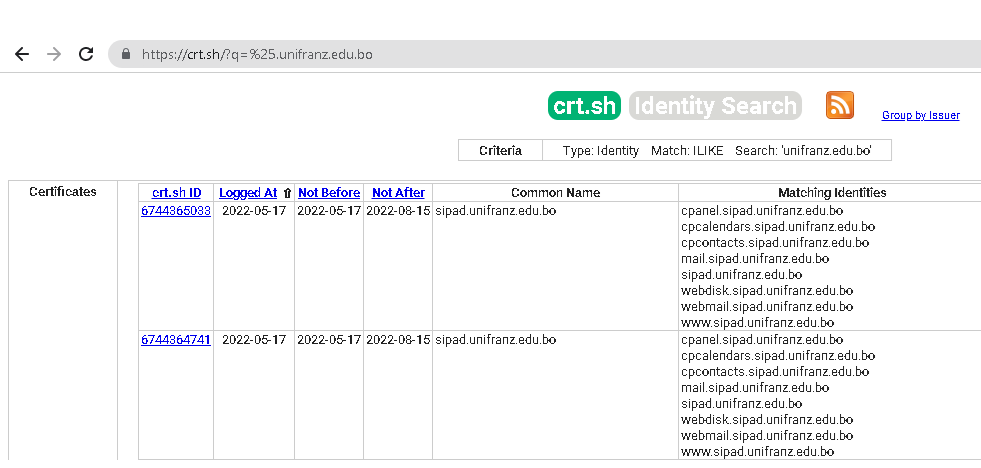 https://crt.sh/?q=%25.unifranz.edu.bo
crt.sh Identity Search
Group by Issuer
Criteria Type: Identity Match: ILIKE Search: 'unifranz.edu.bo'
Certificates crt.sh ID Logged At ⇧ Not Before Not After Common Name Matching Identities
6744365033 2022-05-17 2022-05-17 2022-08-15 sipad.unifranz.edu.bo cpanel.sipad.unifranz.edu.bo
cpcalendars.sipad.unifranz.edu.bo
cpcontacts.sipad.unifranz.edu.bo
mail.sipad.unifranz.edu.bo
sipad.unifranz.edu.bo
webdisk.sipad.unifranz.edu.bo
webmail.sipad.unifranz.edu.bo
www.sipad.unifranz.edu.bo
6744364741 2022-05-17 2022-05-17 2022-08-15 sipad.unifranz.edu.bo cpanel.sipad.unifranz.edu.bo
cpcalendars.sipad.unifranz.edu.bo
cpcontacts.sipad.unifranz.edu.bo
mail.sipad.unifranz.edu.bo
sipad.unifranz.edu.bo
webdisk.sipad.unifranz.edu.bo
webmail.sipad.unifranz.edu.bo
www.sipad.unifranz.edu.bo